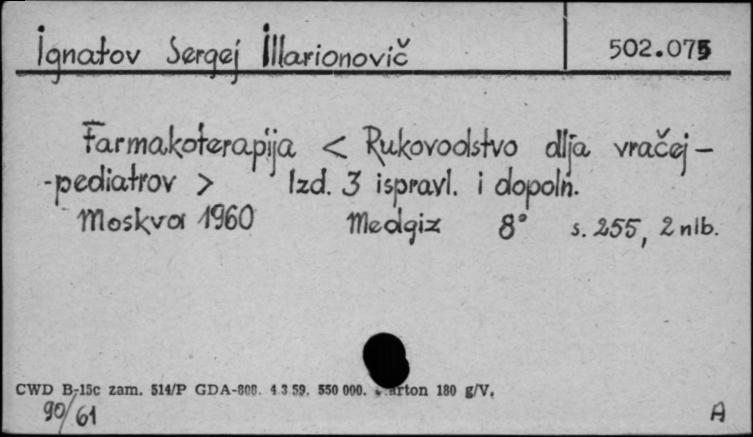 Ignatov Sergej Illarionovič 502.075
Farmakoterapija < Rukovodstvo dlja vračej-
-pediatrov > Izd. 3 ispravl. i dopoln.
Moskva 1960 Medgiz 8° s. 255, 2 nlb.
CWD B-15c zam. 514/P GDA-808. 4 3 59. 550 000. Karton 180 g/V.
90/61 A